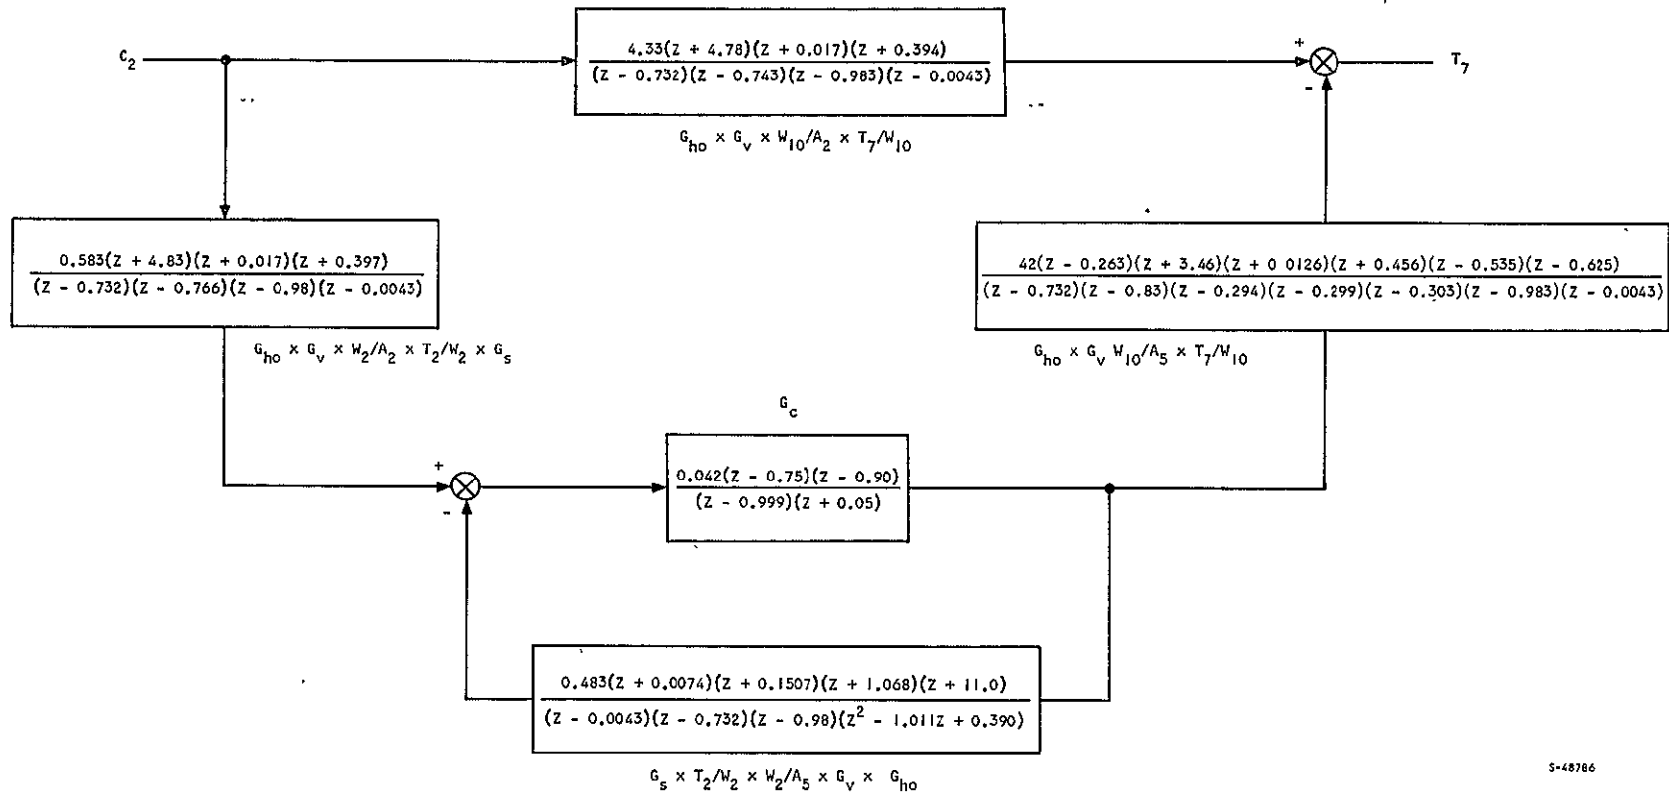 C2
4.33(Z + 4.78)(Z + 0.017)(Z + 0.394)
(Z - 0.732)(Z - 0.743)(Z - 0.983)(Z - 0.0043)
+
-
T7
Gho × Gv × W10/A2 × T7/W10
0.583(Z + 4.83)(Z + 0.017)(Z + 0.397)
(Z - 0.732)(Z - 0.766)(Z - 0.98)(Z - 0.0043)
Gho × Gv × W2/A2 × T2/W2 × Gs
42(Z - 0.263)(Z + 3.46)(Z + 0 0126)(Z + 0.456)(Z - 0.535)(Z - 0.625)
(Z - 0.732)(Z - 0.83)(Z - 0.294)(Z - 0.299)(Z - 0.303)(Z - 0.983)(Z - 0.0043)
Gho × Gv W10/A5 × T7/W10
Gc
+
-
0.042(Z - 0.75)(Z - 0.90)
(Z - 0.999)(Z + 0.05)
0.483(Z + 0.0074)(Z + 0.1507)(Z + 1.068)(Z + 11.0)
(Z - 0.0043)(Z - 0.732)(Z - 0.98)(Z2 - 1.011Z + 0.390)
Gs × T2/W2 × W2/A5 × Gv × Gho
S-48786